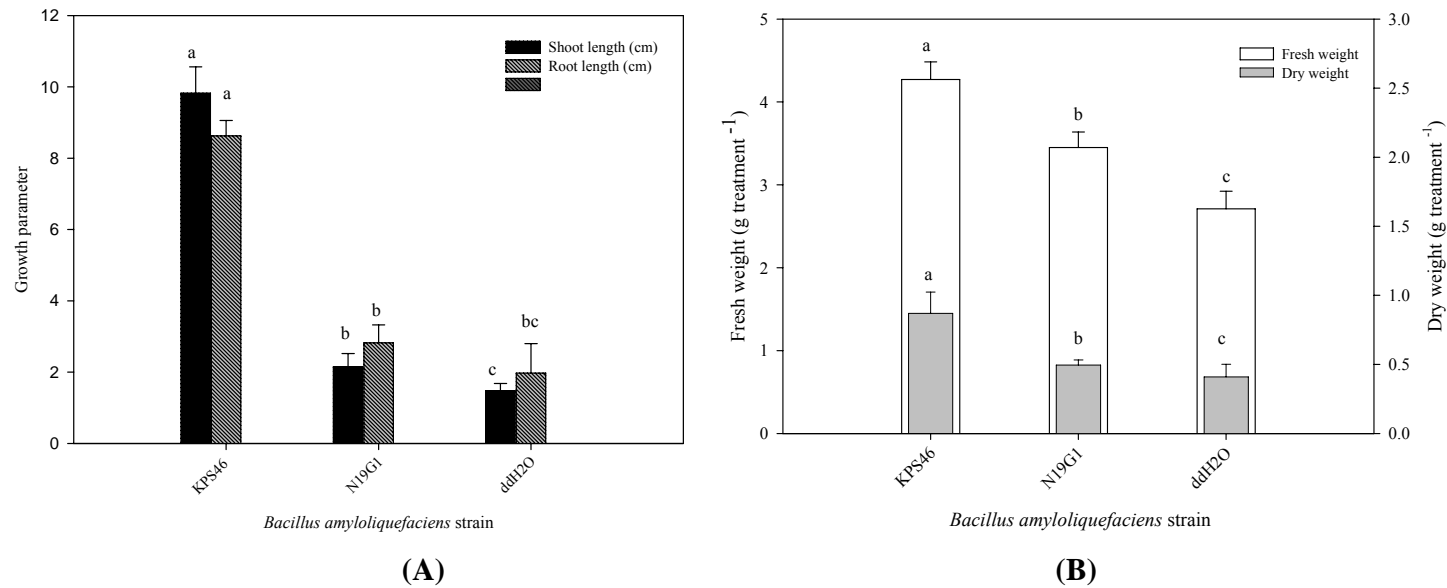 12
10
8
6
4
2
0
Growth parameter
a
a
b
b
c
bc
Shoot length (cm)
Root length (cm)
KPS46
N19G1
ddH2O
Bacillus amyloliquefaciens strain
(A)
5
4
3
2
1
0
Fresh weight (g treatment -1)
a
b
c
a
b
c
Fresh weight
Dry weight
3.0
2.5
2.0
1.5
1.0
0.5
0.0
Dry weight (g treatment -1)
KPS46
N19G1
ddH2O
Bacillus amyloliquefaciens strain
(B)